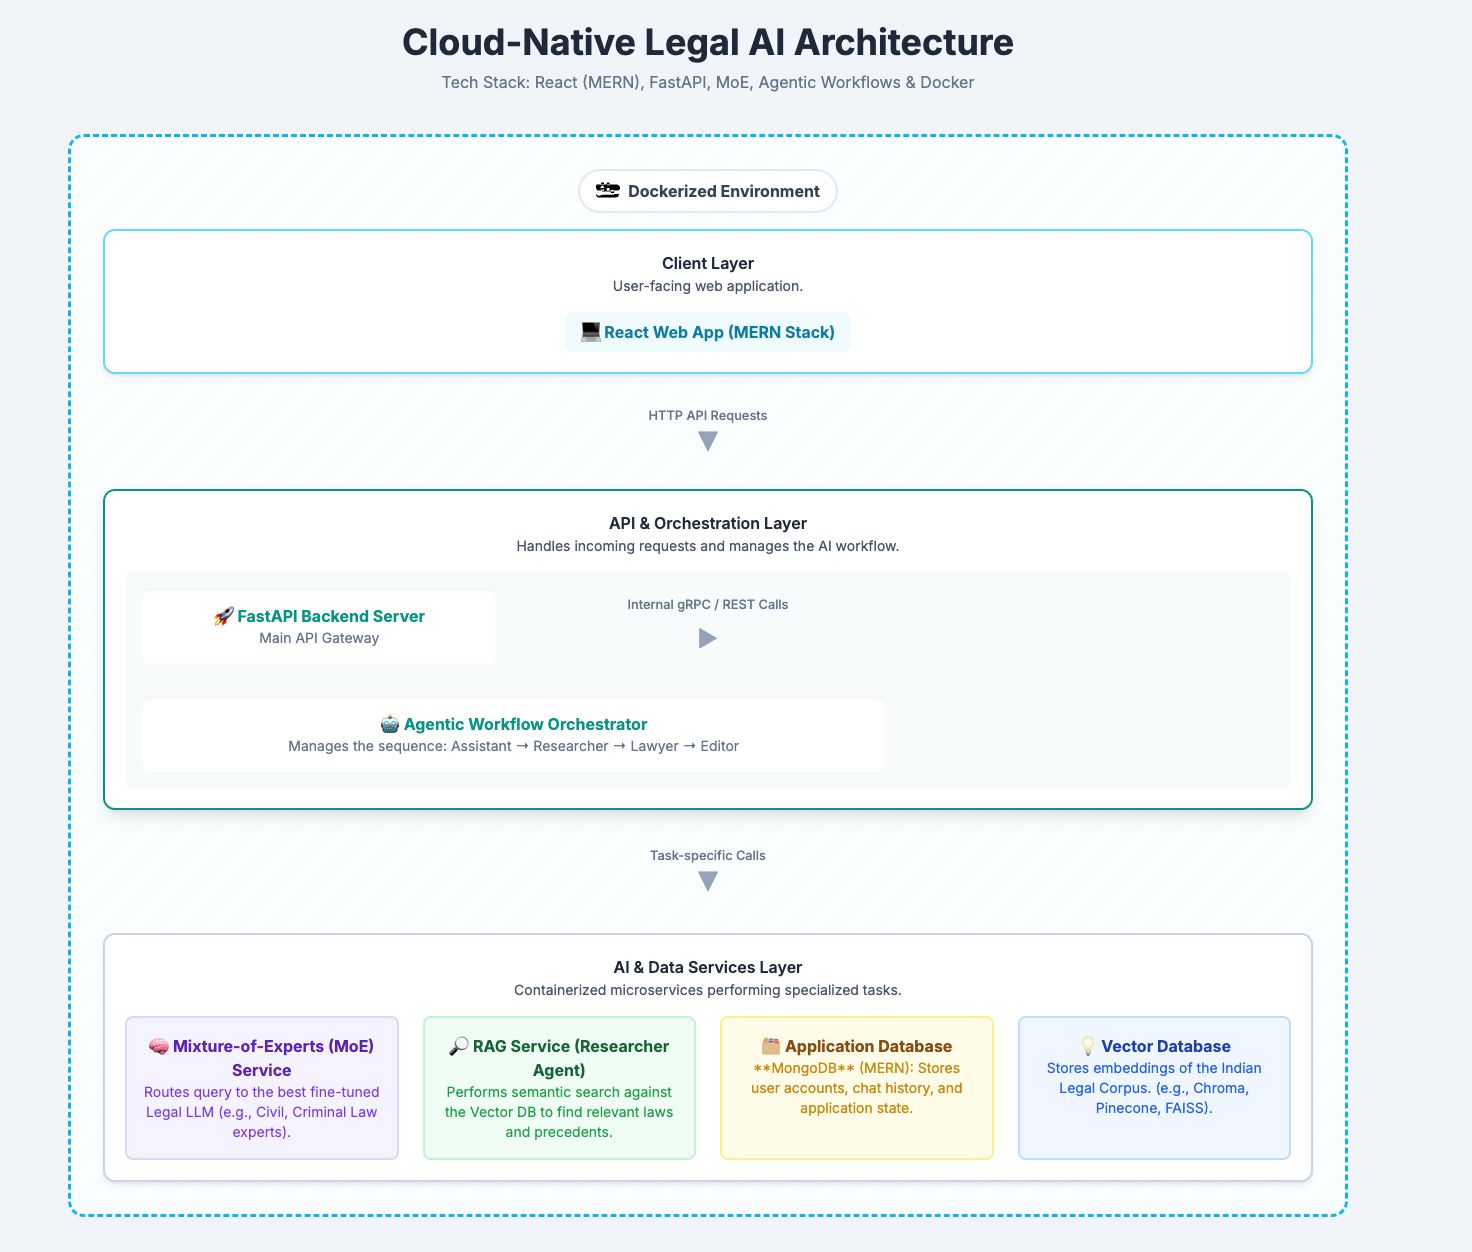 Cloud-Native Legal AI Architecture
Tech Stack: React (MERN), FastAPI, MoE, Agentic Workflows & Docker
Dockerized Environment
Client Layer
User-facing web application.
React Web App (MERN Stack)
HTTP API Requests
API & Orchestration Layer
Handles incoming requests and manages the AI workflow.
FastAPI Backend Server
Main API Gateway
Internal gRPC / REST Calls
Agentic Workflow Orchestrator
Manages the sequence: Assistant → Researcher → Lawyer → Editor
Task-specific Calls
AI & Data Services Layer
Containerized microservices performing specialized tasks.
Mixture-of-Experts (MoE)
Service
Routes query to the best fine-tuned
Legal LLM (e.g., Civil, Criminal Law
experts).
RAG Service (Researcher
Agent)
Performs semantic search against
the Vector DB to find relevant laws
and precedents.
Application Database
**MongoDB** (MERN): Stores
user accounts, chat history, and
application state.
Vector Database
Stores embeddings of the Indian
Legal Corpus. (e.g., Chroma,
Pinecone, FAISS).